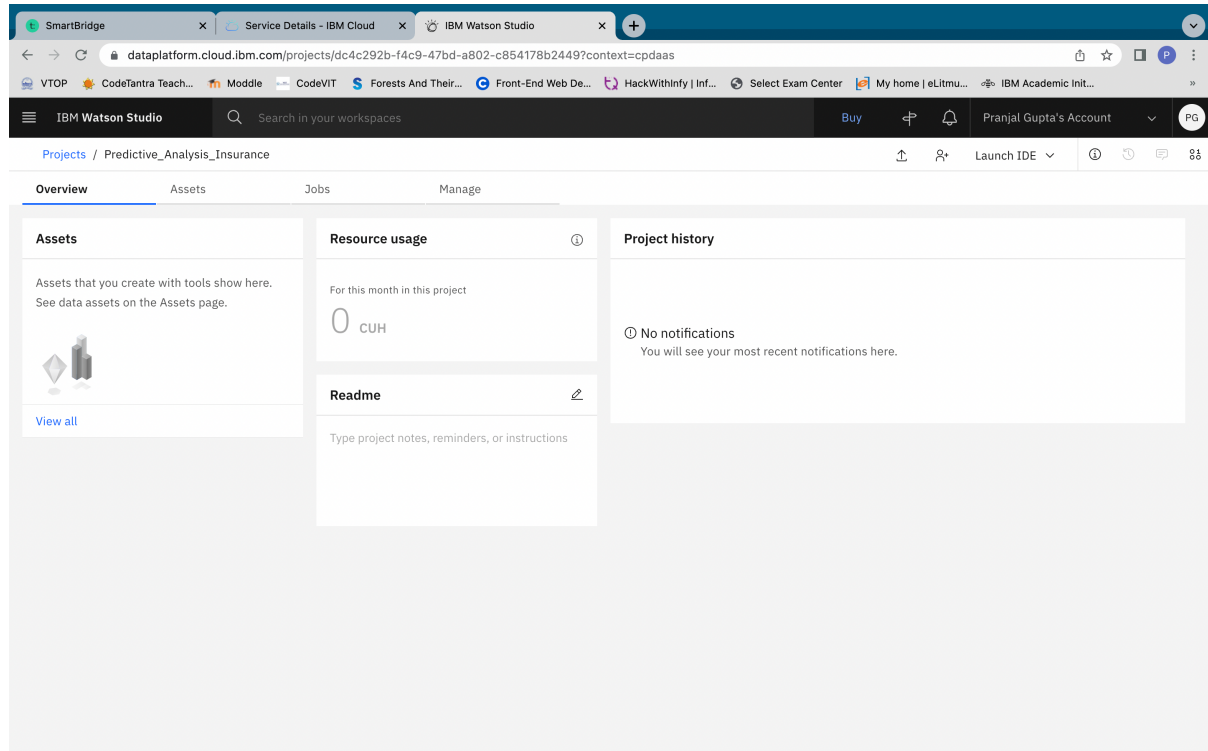 SmartBridge
Service Details - IBM Cloud
IBM Watson Studio
dataplatform.cloud.ibm.com/projects/dc4c292b-f4c9-47bd-a802-c854178b2449?context=cpdaas
P
VTOP
CodeTantra Teach...
Moddle
CodeVIT
Forests And Their...
Front-End Web De...
HackWithInfy | Inf...
Select Exam Center
My home | eLitmu...
IBM Academic Init...
»
IBM Watson Studio
Search in your workspaces
Buy
Pranjal Gupta's Account
PG
Projects / Predictive_Analysis_Insurance
Launch IDE
Overview
Assets
Jobs
Manage
Assets
Assets that you create with tools show here.
See data assets on the Assets page.
View all
Resource usage
For this month in this project
0 CUH
Readme
Type project notes, reminders, or instructions
Project history
No notifications
You will see your most recent notifications here.